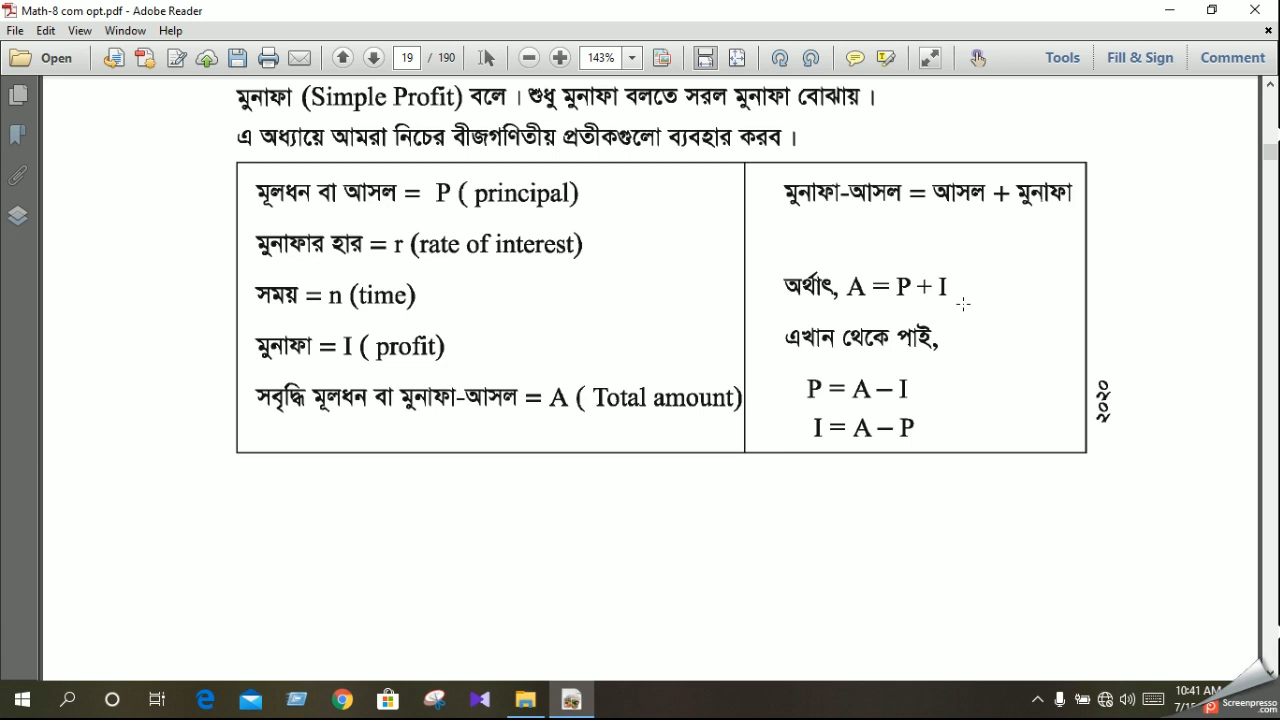 Math-8 com opt.pdf - Adobe Reader
File Edit View Window Help
Open 19 / 190 143% Tools Fill & Sign Comment
মুনাফা (Simple Profit) বলে । শুধু মুনাফা বলতে সরল মুনাফা বোঝায় ।
এ অধ্যায়ে আমরা নিচের বীজগণিতীয় প্রতীকগুলো ব্যবহার করব ।
মূলধন বা আসল = P ( principal)
মুনাফার হার = r (rate of interest)
সময় = n (time)
মুনাফা = I ( profit)
সবৃদ্ধি মূলধন বা মুনাফা-আসল = A ( Total amount)
মুনাফা-আসল = আসল + মুনাফা
অর্থাৎ, A = P + I
এখান থেকে পাই,
P = A – I
I = A – P
২০২০
10:41 AM
Screenpresso
.com